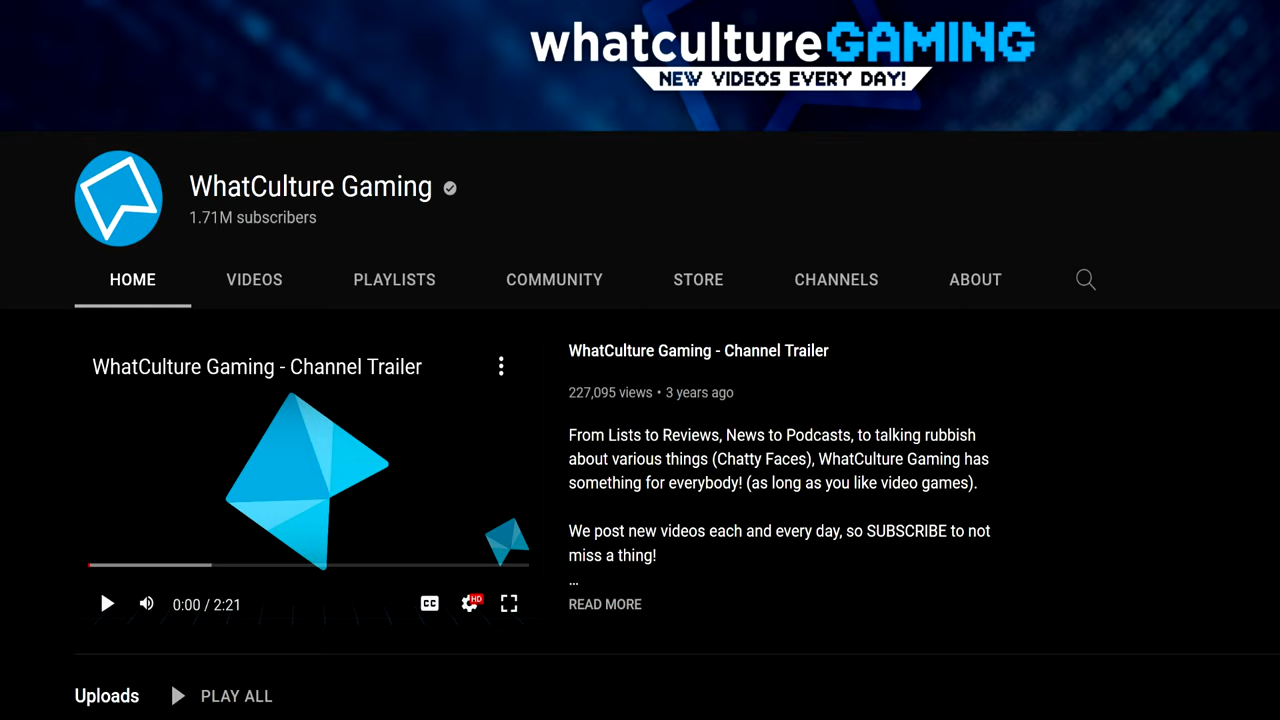 whatculture GAMING
NEW VIDEOS EVERY DAY!
WhatCulture Gaming
1.71M subscribers
HOME VIDEOS PLAYLISTS COMMUNITY STORE CHANNELS ABOUT
WhatCulture Gaming - Channel Trailer
0:00 / 2:21
CC
HD
WhatCulture Gaming - Channel Trailer
227,095 views • 3 years ago
From Lists to Reviews, News to Podcasts, to talking rubbish
about various things (Chatty Faces), WhatCulture Gaming has
something for everybody! (as long as you like video games).
We post new videos each and every day, so SUBSCRIBE to not
miss a thing!
...
READ MORE
Uploads PLAY ALL